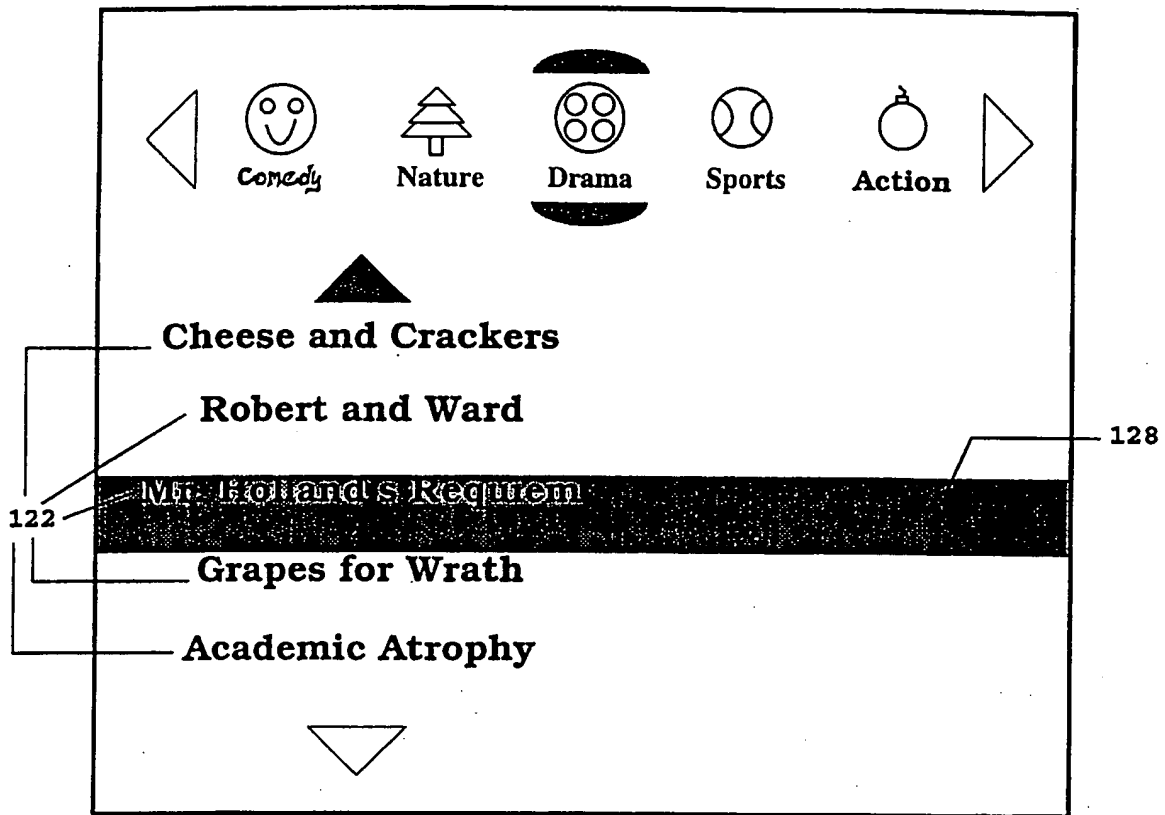 Comedy Nature Drama Sports Action
Cheese and Crackers
Robert and Ward
128
Mr. Holland's Requiem
122
Grapes for Wrath
Academic Atrophy